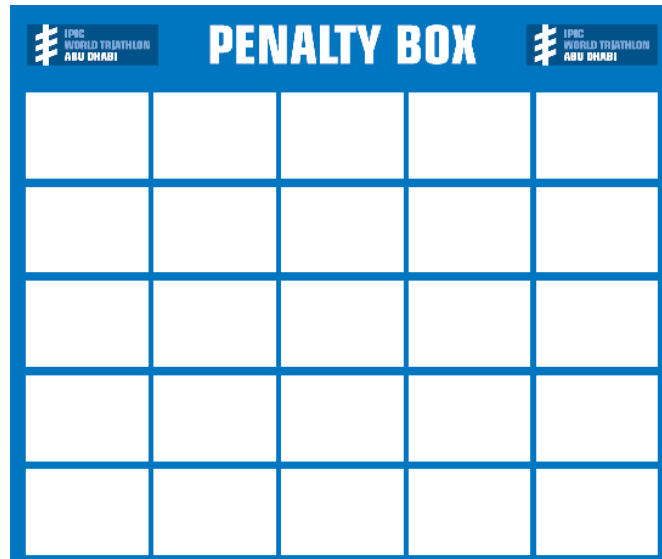 IPIC
WORLD TRIATHLON
ABU DHABI
PENALTY BOX
IPIC
WORLD TRIATHLON
ABU DHABI